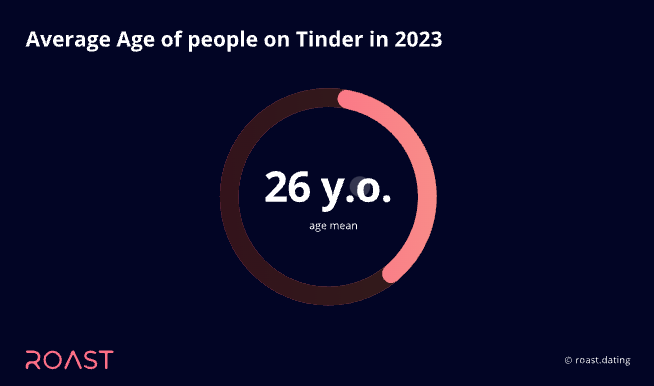 Average Age of people on Tinder in 2023
26 y.o.
age mean
ROAST
© roast.dating